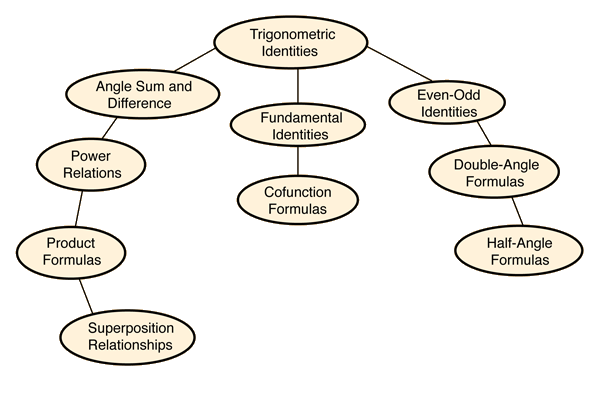 Trigonometric
Identities
Angle Sum and
Difference
Fundamental
Identities
Even-Odd
Identities
Power
Relations
Cofunction
Formulas
Double-Angle
Formulas
Product
Formulas
Half-Angle
Formulas
Superposition
Relationships